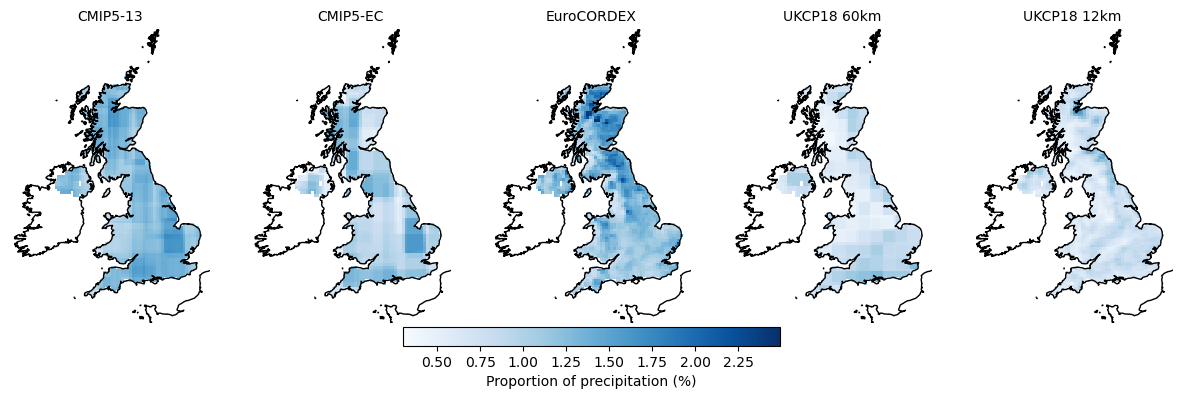 CMIP5-13
CMIP5-EC
EuroCORDEX
UKCP18 60km
UKCP18 12km
0.50 0.75 1.00 1.25 1.50 1.75 2.00 2.25
Proportion of precipitation (%)